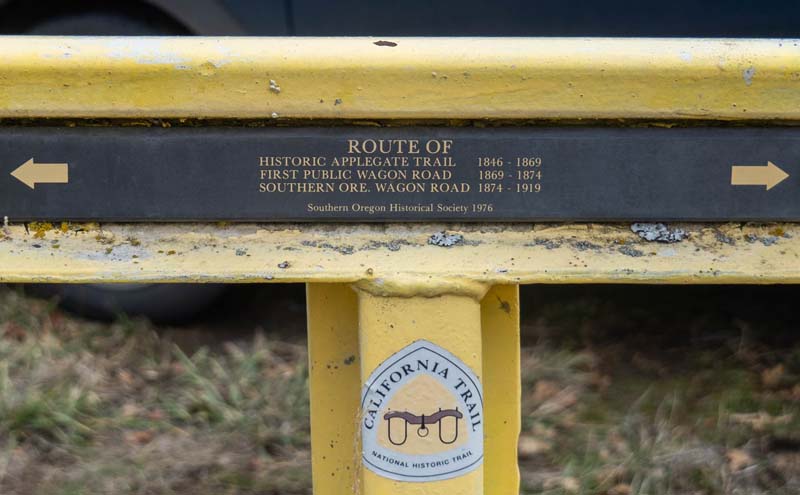 ROUTE OF
HISTORIC APPLEGATE TRAIL 1846 - 1869
FIRST PUBLIC WAGON ROAD 1869 - 1874
SOUTHERN ORE. WAGON ROAD 1874 - 1919
Southern Oregon Historical Society 1976
CALIFORNIA TRAIL
NATIONAL HISTORIC TRAIL